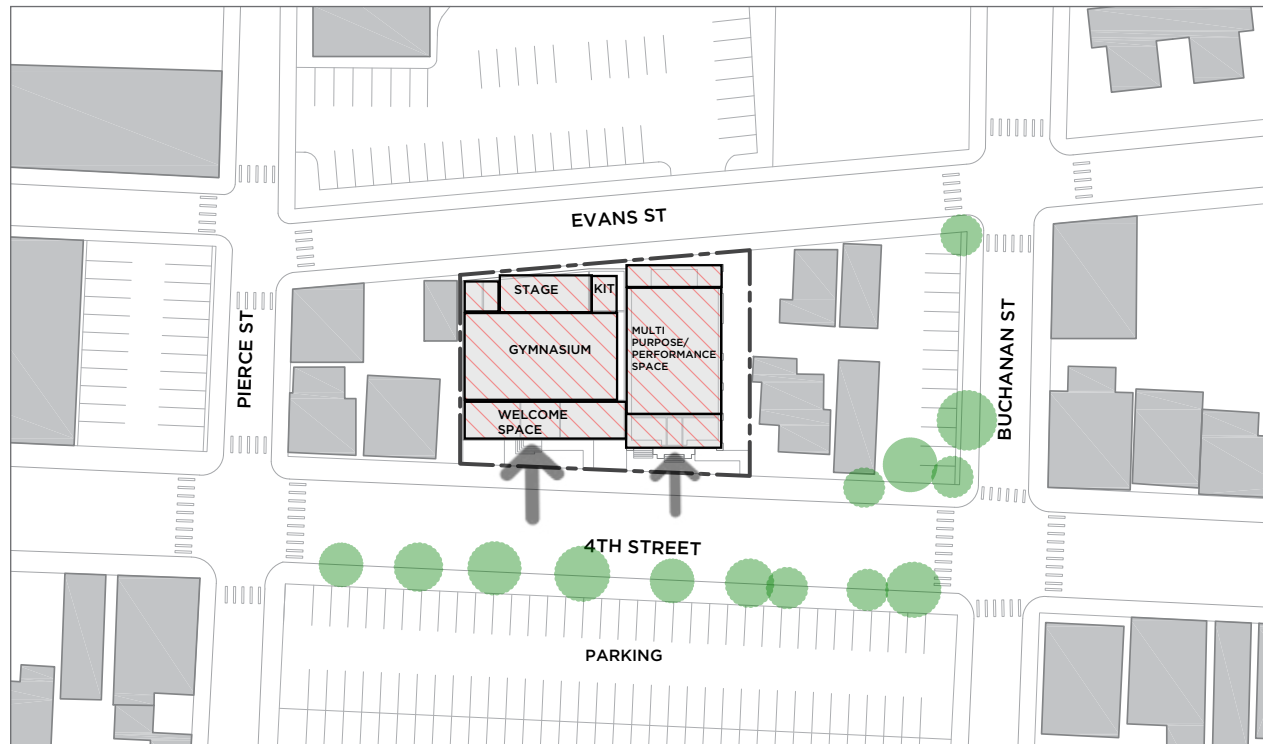 EVANS ST
STAGE
KIT
GYMNASIUM
MULTI
PURPOSE/
PERFORMANCE
SPACE
PIERCE ST
BUCHANAN ST
WELCOME
SPACE
4TH STREET
PARKING